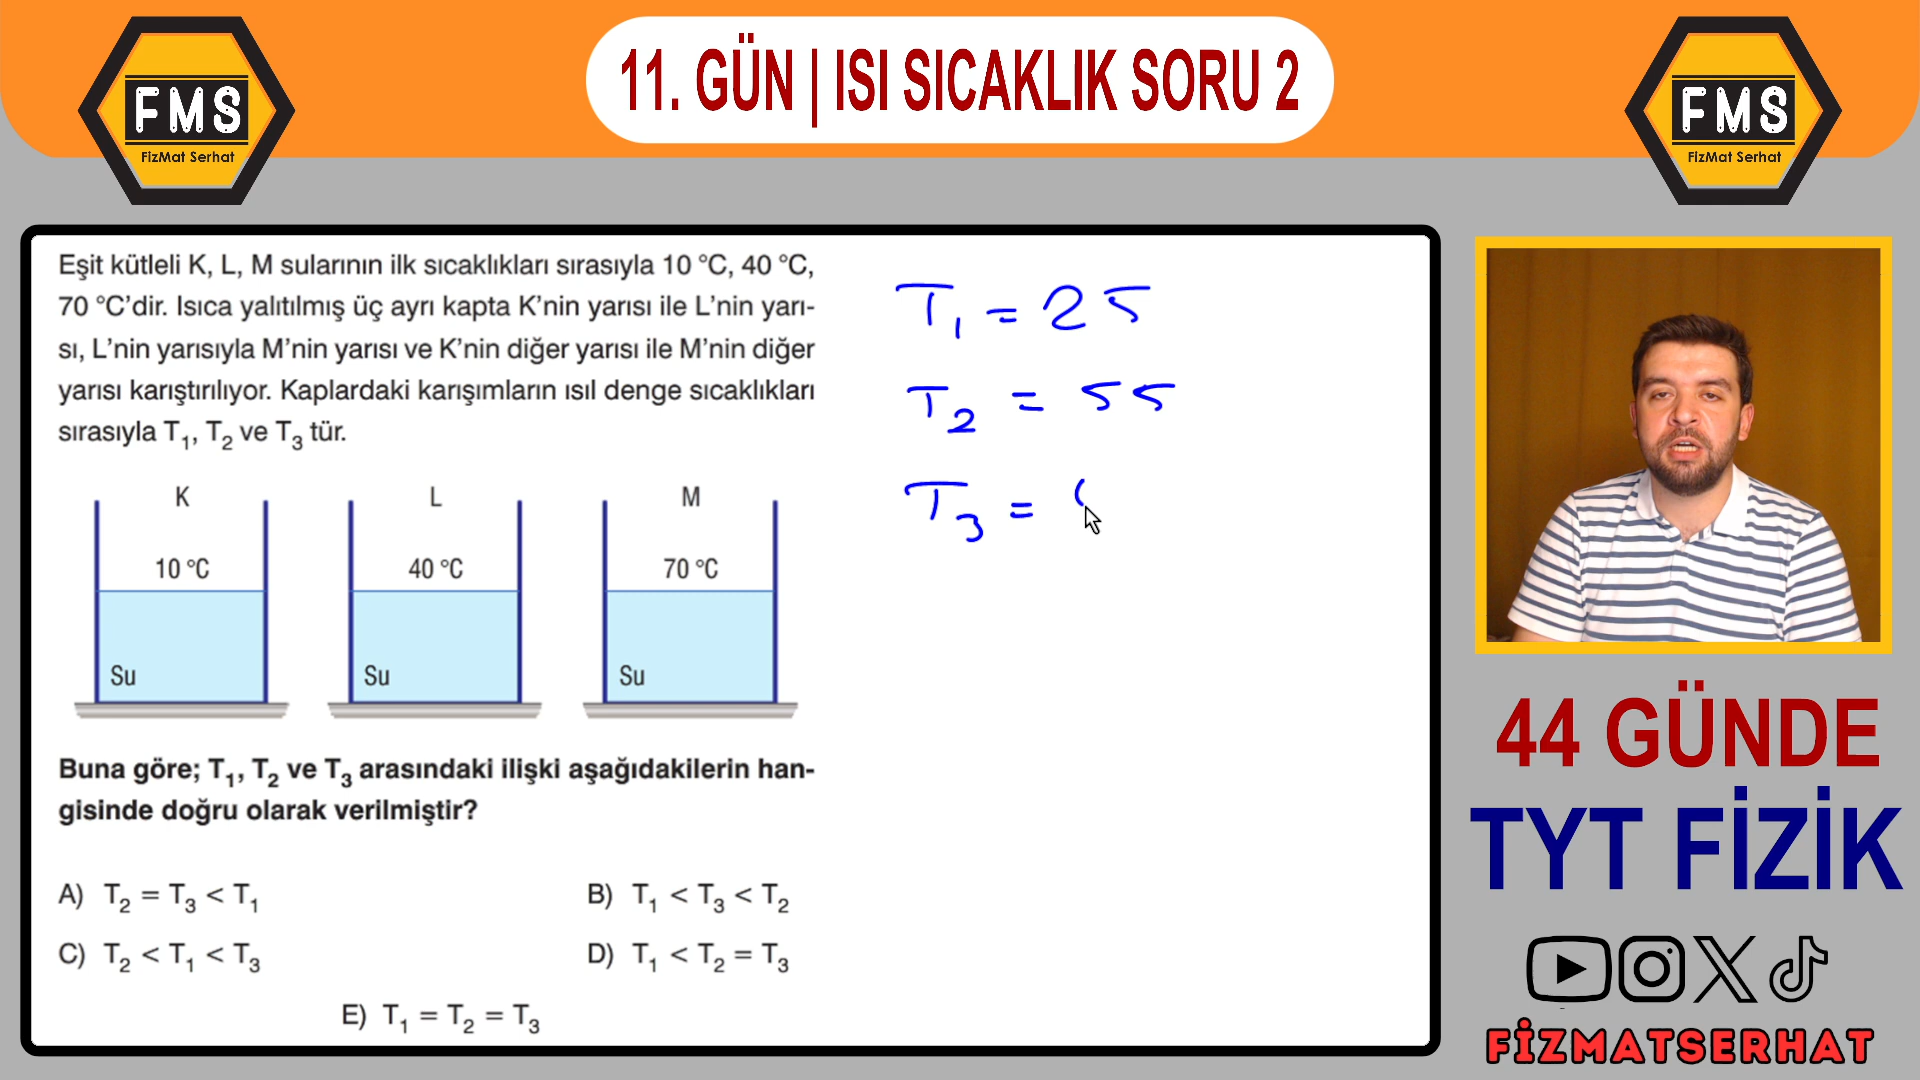 FMS
FizMat Serhat
11. GÜN | ISI SICAKLIK SORU 2
FMS
FizMat Serhat
Eşit kütleli K, L, M sularının ilk sıcaklıkları sırasıyla 10 °C, 40 °C,
70 °C'dir. Isıca yalıtılmış üç ayrı kapta K'nin yarısı ile L'nin yarı-
sı, L'nin yarısıyla M'nin yarısı ve K'nin diğer yarısı ile M'nin diğer
yarısı karıştırılıyor. Kaplardaki karışımların ısıl denge sıcaklıkları
sırasıyla T₁, T₂ ve T₃ tür.
K L M
10 °C 40 °C 70 °C
Su Su Su
Buna göre; T₁, T₂ ve T₃ arasındaki ilişki aşağıdakilerin han-
gisinde doğru olarak verilmiştir?
A) T₂ = T₃ < T₁
B) T₁ < T₃ < T₂
C) T₂ < T₁ < T₃
D) T₁ < T₂ = T₃
E) T₁ = T₂ = T₃
T₁ = 25
T₂ = 55
T₃ =
44 GÜNDE
TYT FİZİK
FİZMATSERHAT